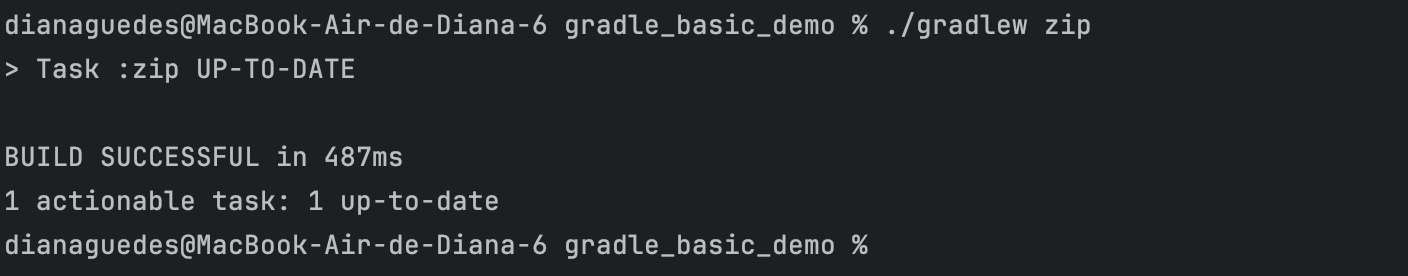 dianaguedes@MacBook-Air-de-Diana-6 gradle_basic_demo % ./gradlew zip
> Task :zip UP-TO-DATE
BUILD SUCCESSFUL in 487ms
1 actionable task: 1 up-to-date
dianaguedes@MacBook-Air-de-Diana-6 gradle_basic_demo %